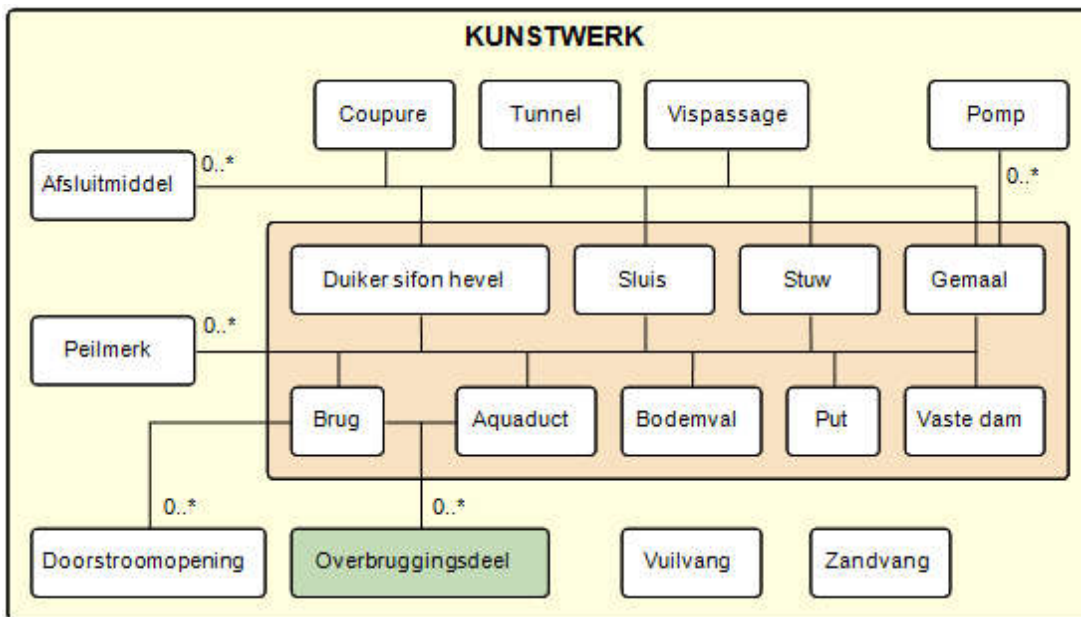 KUNSTWERK
Coupure
Tunnel
Vispassage
Pomp
Afsluitmiddel
0..*
0..*
Duiker sifon hevel
Sluis
Stuw
Gemaal
Peilmerk
0..*
Brug
Aquaduct
Bodemval
Put
Vaste dam
0..*
0..*
Doorstroomopening
Overbruggingsdeel
Vuilvang
Zandvang